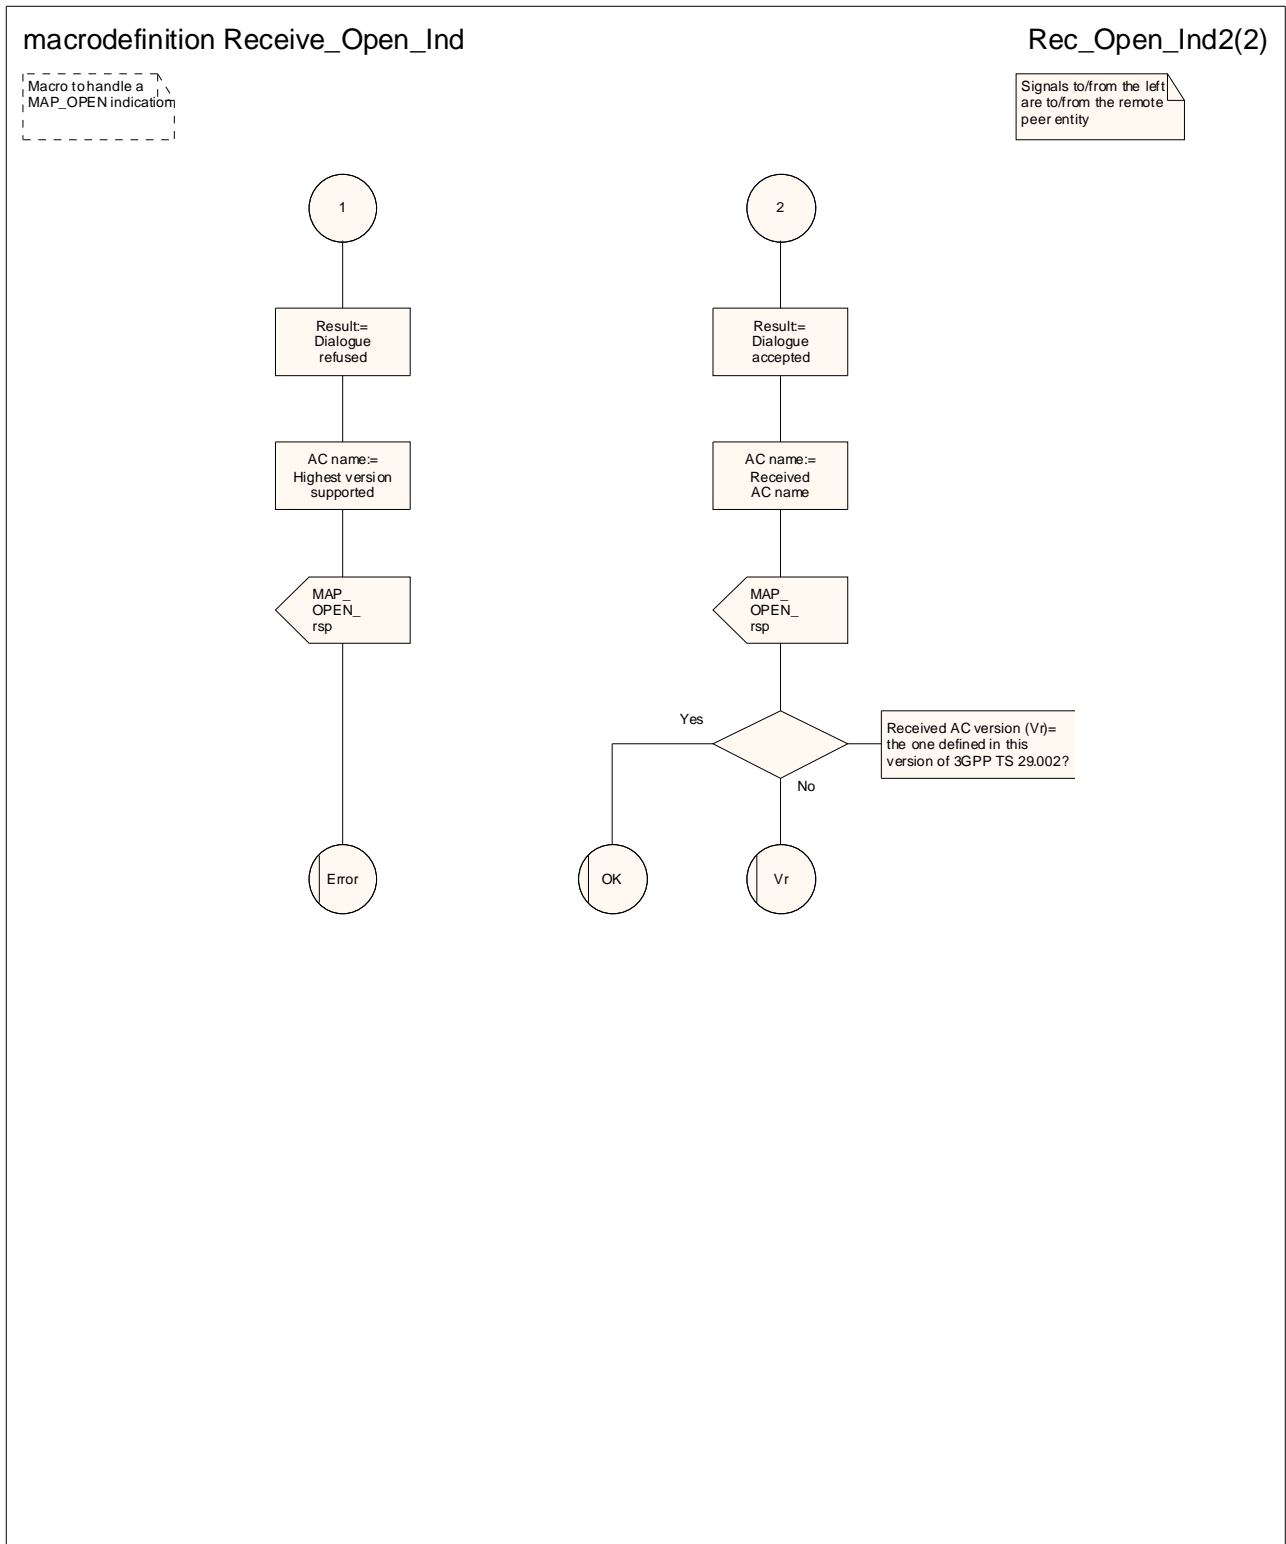 macrodefinition Receive_Open_Ind
Rec_Open_Ind2(2)
Macro to handle a
MAP_OPEN indication
Signals to/from the left
are to/from the remote
peer entity
1
2
Result:=
Dialogue
refused
Result:=
Dialogue
accepted
AC name:=
Highest version
supported
AC name:=
Received
AC name
MAP_
OPEN_
rsp
MAP_
OPEN_
rsp
Yes
Received AC version (Vr)=
the one defined in this
version of 3GPP TS 29.002?
No
Error
OK
Vr